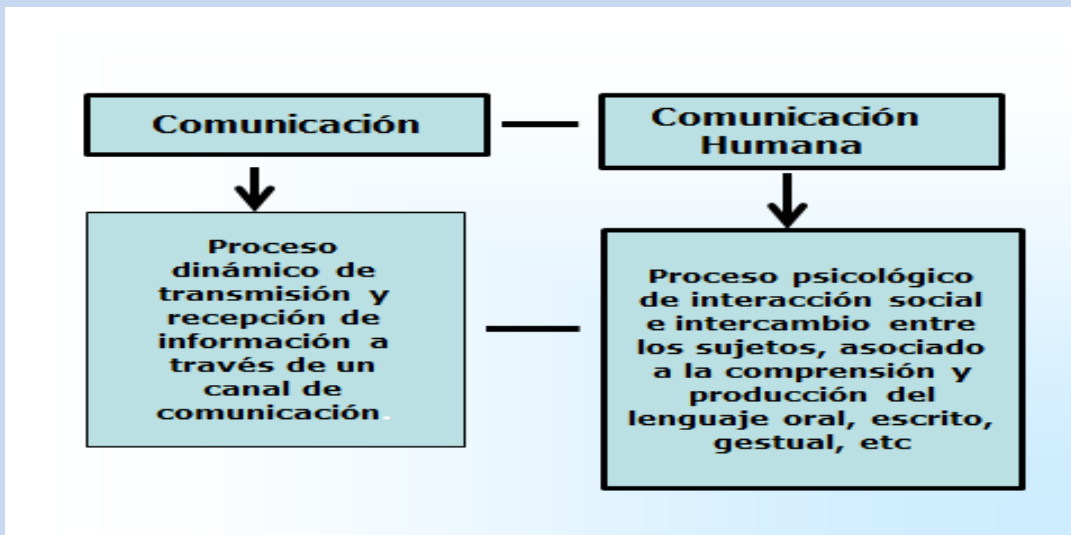 Comunicación
Comunicación
Humana
Proceso
dinámico de
transmisión y
recepción de
información a
través de un
canal de
comunicación.
Proceso psicológico
de interacción social
e intercambio entre
los sujetos, asociado
a la comprensión y
producción del
lenguaje oral, escrito,
gestual, etc